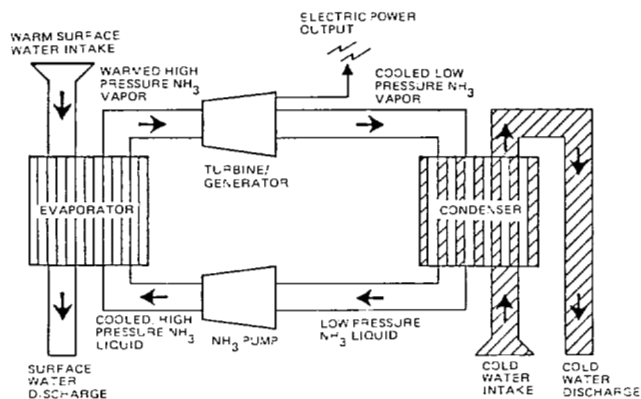 ELECTRIC POWER
OUTPUT
WARM SURFACE
WATER INTAKE
WARMED HIGH
PRESSURE NH3
VAPOR
COOLED LOW
PRESSURE NH3
VAPOR
TURBINE/
GENERATOR
EVAPORATOR
CONDENSER
COOLED, HIGH
PRESSURE NH3
LIQUID
NH3 PUMP
LOW PRESSURE
NH3 LIQUID
SURFACE
WATER
DISCHARGE
COLD
WATER
INTAKE
COLD
WATER
DISCHARGE